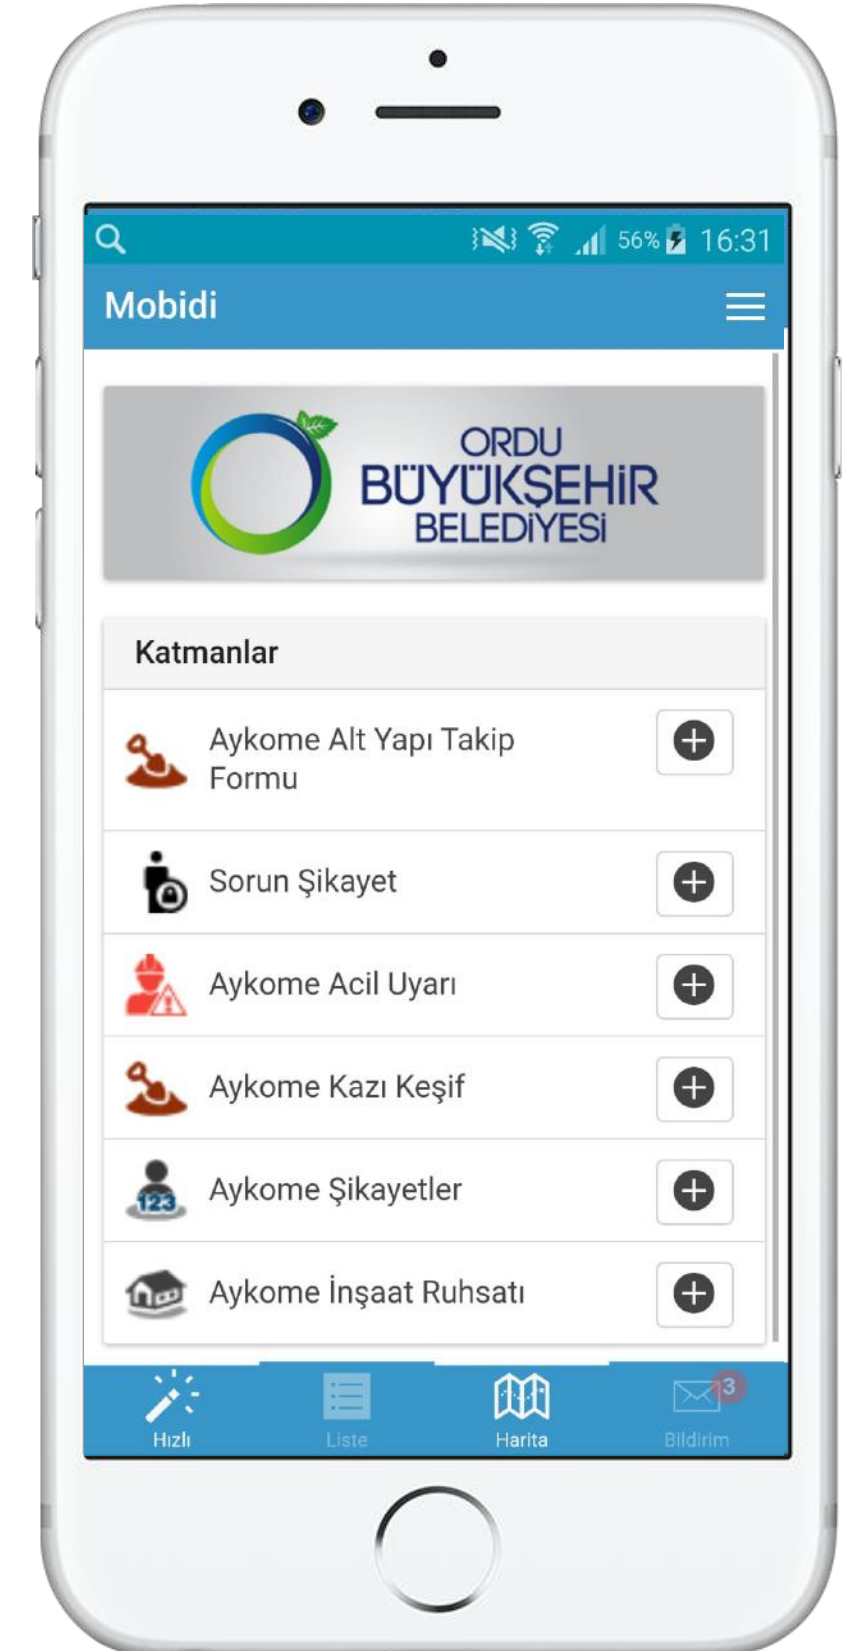 56% 16:31
Mobidi
ORDU
BÜYÜKŞEHİR
BELEDİYESİ
Katmanlar
Aykome Alt Yapı Takip
Formu
Sorun Şikayet
Aykome Acil Uyarı
Aykome Kazı Keşif
123
Aykome Şikayetler
Aykome İnşaat Ruhsatı
3
Hızlı Liste Harita Bildirim